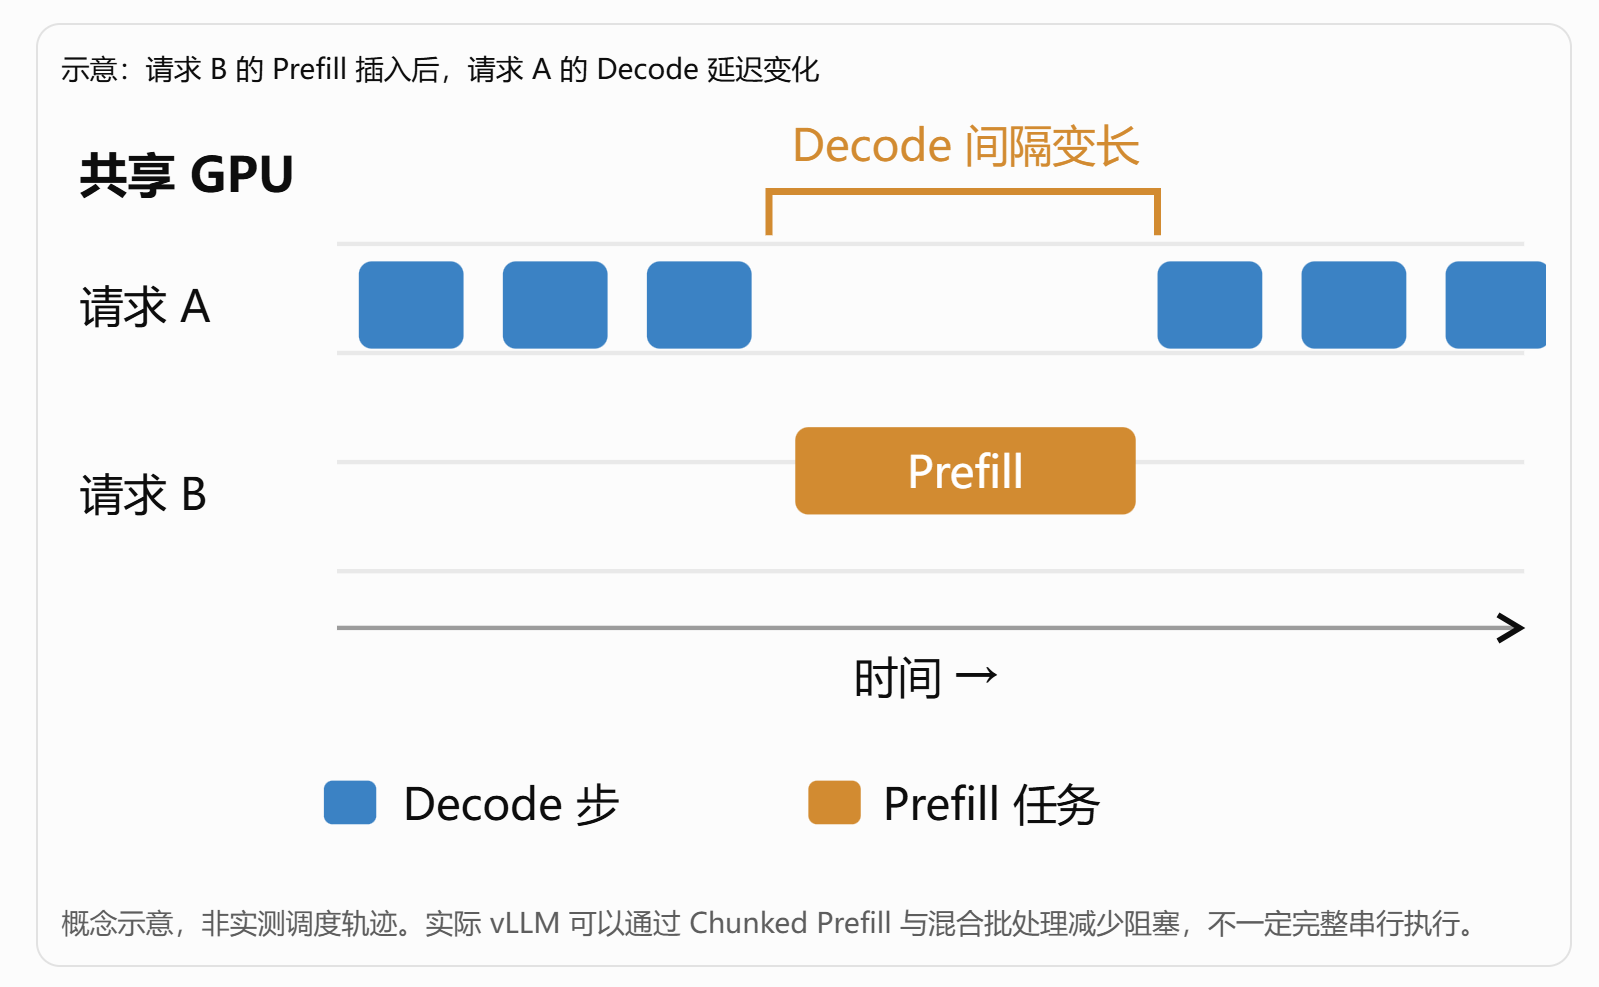 示意：请求 B 的 Prefill 插入后，请求 A 的 Decode 延迟变化
Decode 间隔变长
共享 GPU
请求 A
Prefill
请求 B
时间 →
Decode 步
Prefill 任务
概念示意，非实测调度轨迹。实际 vLLM 可以通过 Chunked Prefill 与混合批处理减少阻塞，不一定完整串行执行。